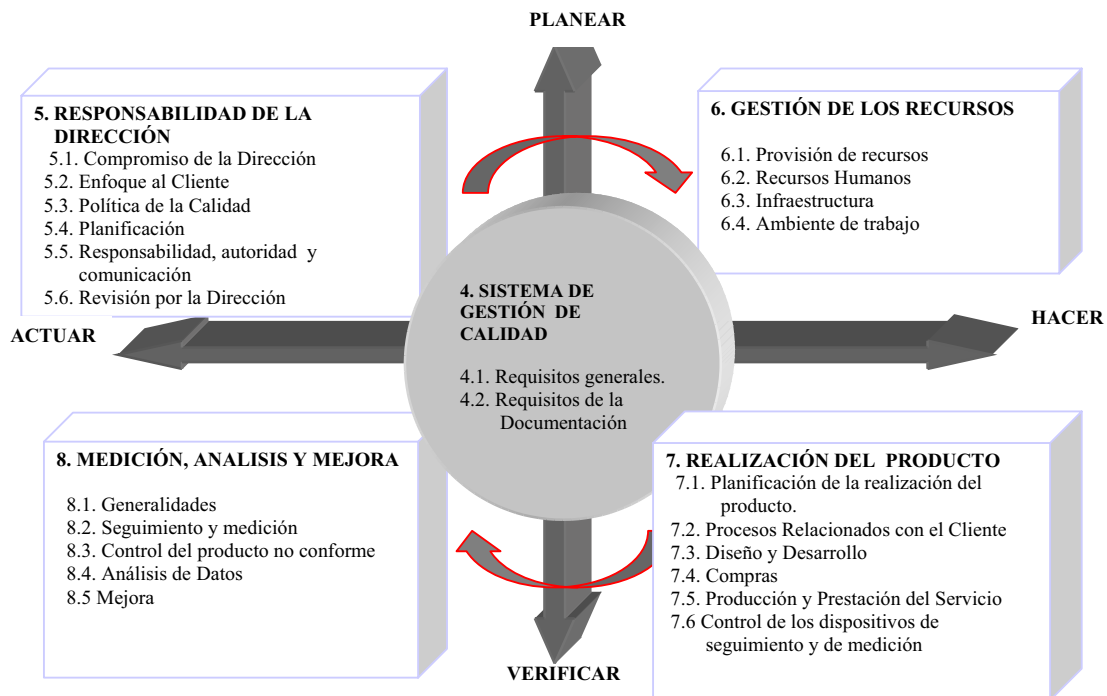 PLANEAR
5. RESPONSABILIDAD DE LA
DIRECCIÓN
5.1. Compromiso de la Dirección
5.2. Enfoque al Cliente
5.3. Política de la Calidad
5.4. Planificación
5.5. Responsabilidad, autoridad y
comunicación
5.6. Revisión por la Dirección
6. GESTIÓN DE LOS RECURSOS
6.1. Provisión de recursos
6.2. Recursos Humanos
6.3. Infraestructura
6.4. Ambiente de trabajo
ACTUAR
4. SISTEMA DE
GESTIÓN DE
CALIDAD
4.1. Requisitos generales.
4.2. Requisitos de la
Documentación
HACER
8. MEDICIÓN, ANALISIS Y MEJORA
8.1. Generalidades
8.2. Seguimiento y medición
8.3. Control del producto no conforme
8.4. Análisis de Datos
8.5 Mejora
7. REALIZACIÓN DEL PRODUCTO
7.1. Planificación de la realización del
producto.
7.2. Procesos Relacionados con el Cliente
7.3. Diseño y Desarrollo
7.4. Compras
7.5. Producción y Prestación del Servicio
7.6 Control de los dispositivos de
seguimiento y de medición
VERIFICAR